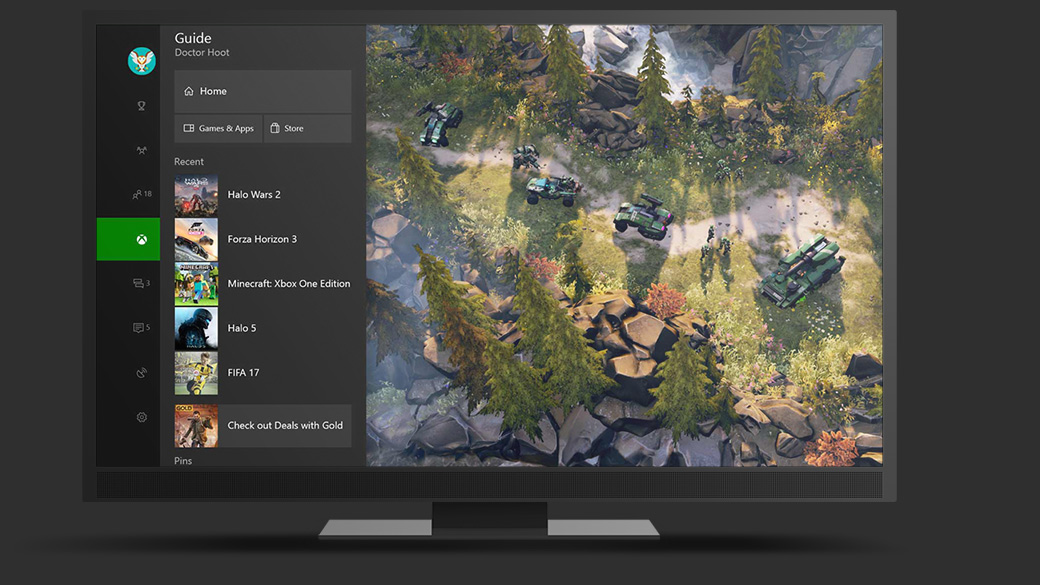 Guide
Doctor Hoot
Home
Games & Apps
Store
Recent
18
Halo Wars 2
Forza Horizon 3
3
Minecraft: Xbox One Edition
5
Halo 5
FIFA 17
GOLD
Check out Deals with Gold
Pins